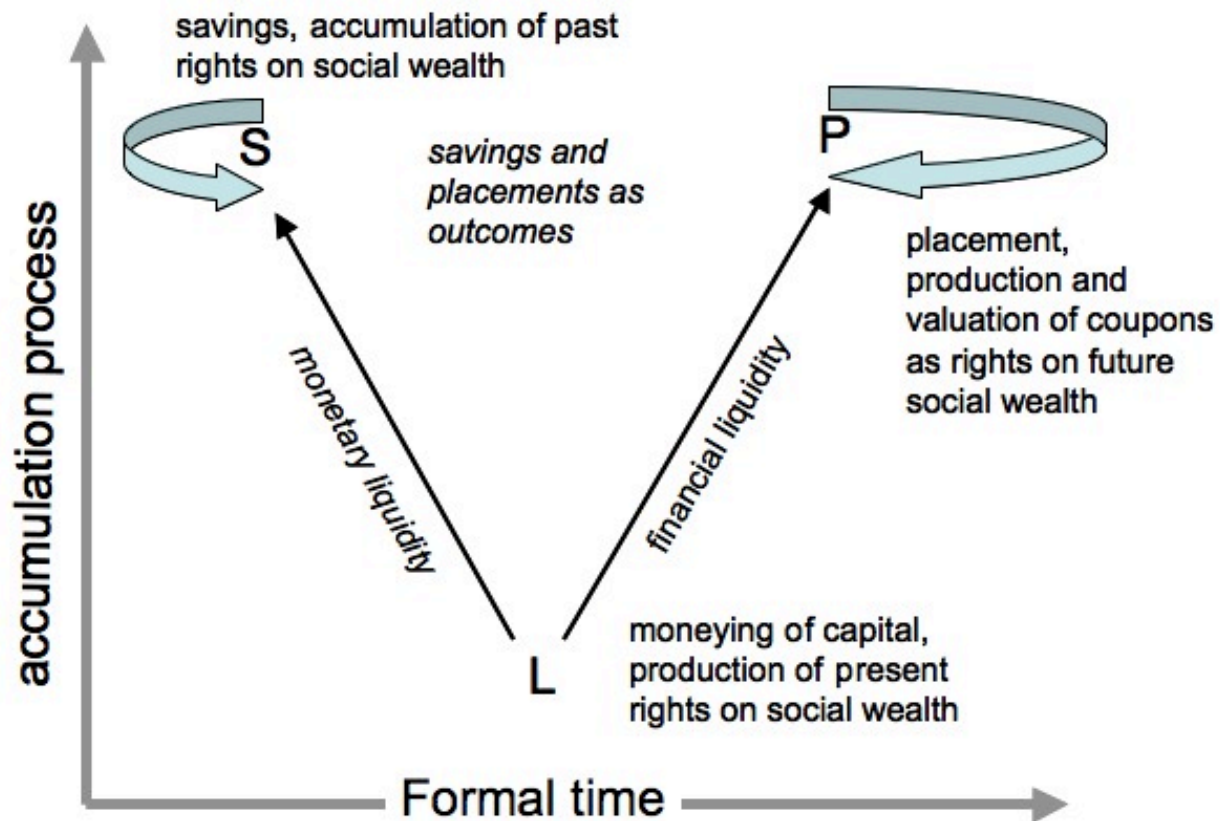 savings, accumulation of past
rights on social wealth
S
savings and
placements as
outcomes
P
placement,
production and
valuation of coupons
as rights on future
social wealth
accumulation process
monetary liquidity
financial liquidity
L
moneying of capital,
production of present
rights on social wealth
Formal time